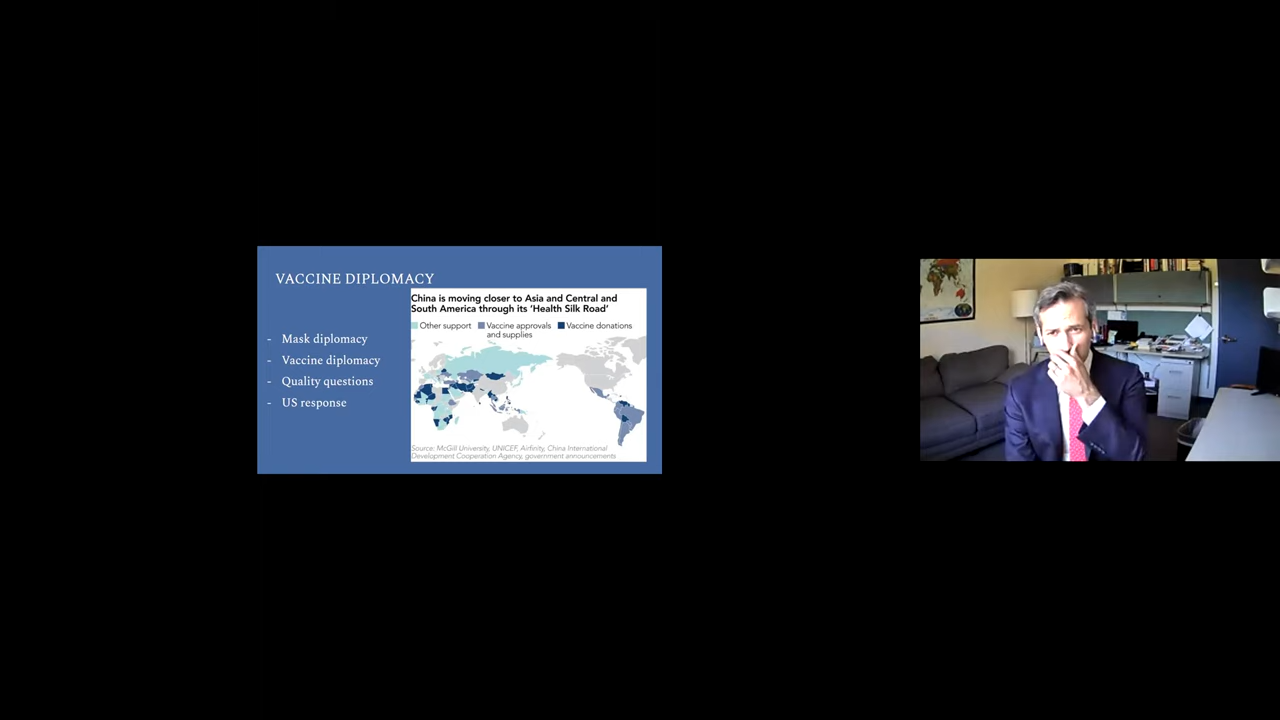 VACCINE DIPLOMACY
- Mask diplomacy
- Vaccine diplomacy
- Quality questions
- US response
China is moving closer to Asia and Central and
South America through its ‘Health Silk Road’
Other support
Vaccine approvals
and supplies
Vaccine donations
Source: McGill University, UNICEF, Airfinity, China International
Development Cooperation Agency, government announcements